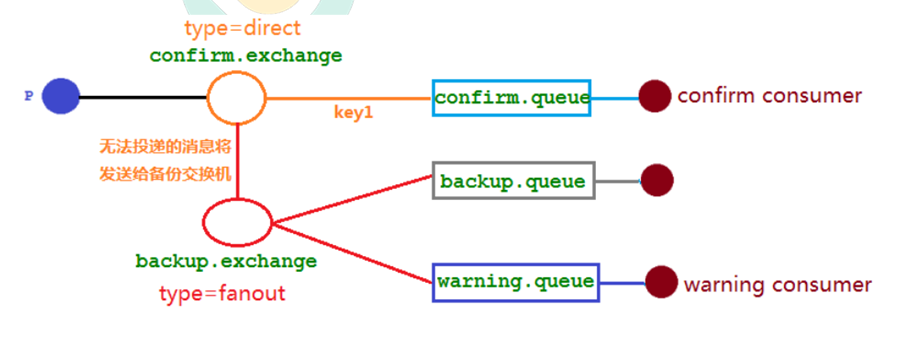 type=direct
confirm.exchange
P
confirm.queue
confirm consumer
key1
无法投递的消息将
发送给备份交换机
backup.queue
backup.exchange
type=fanout
warning.queue
warning consumer